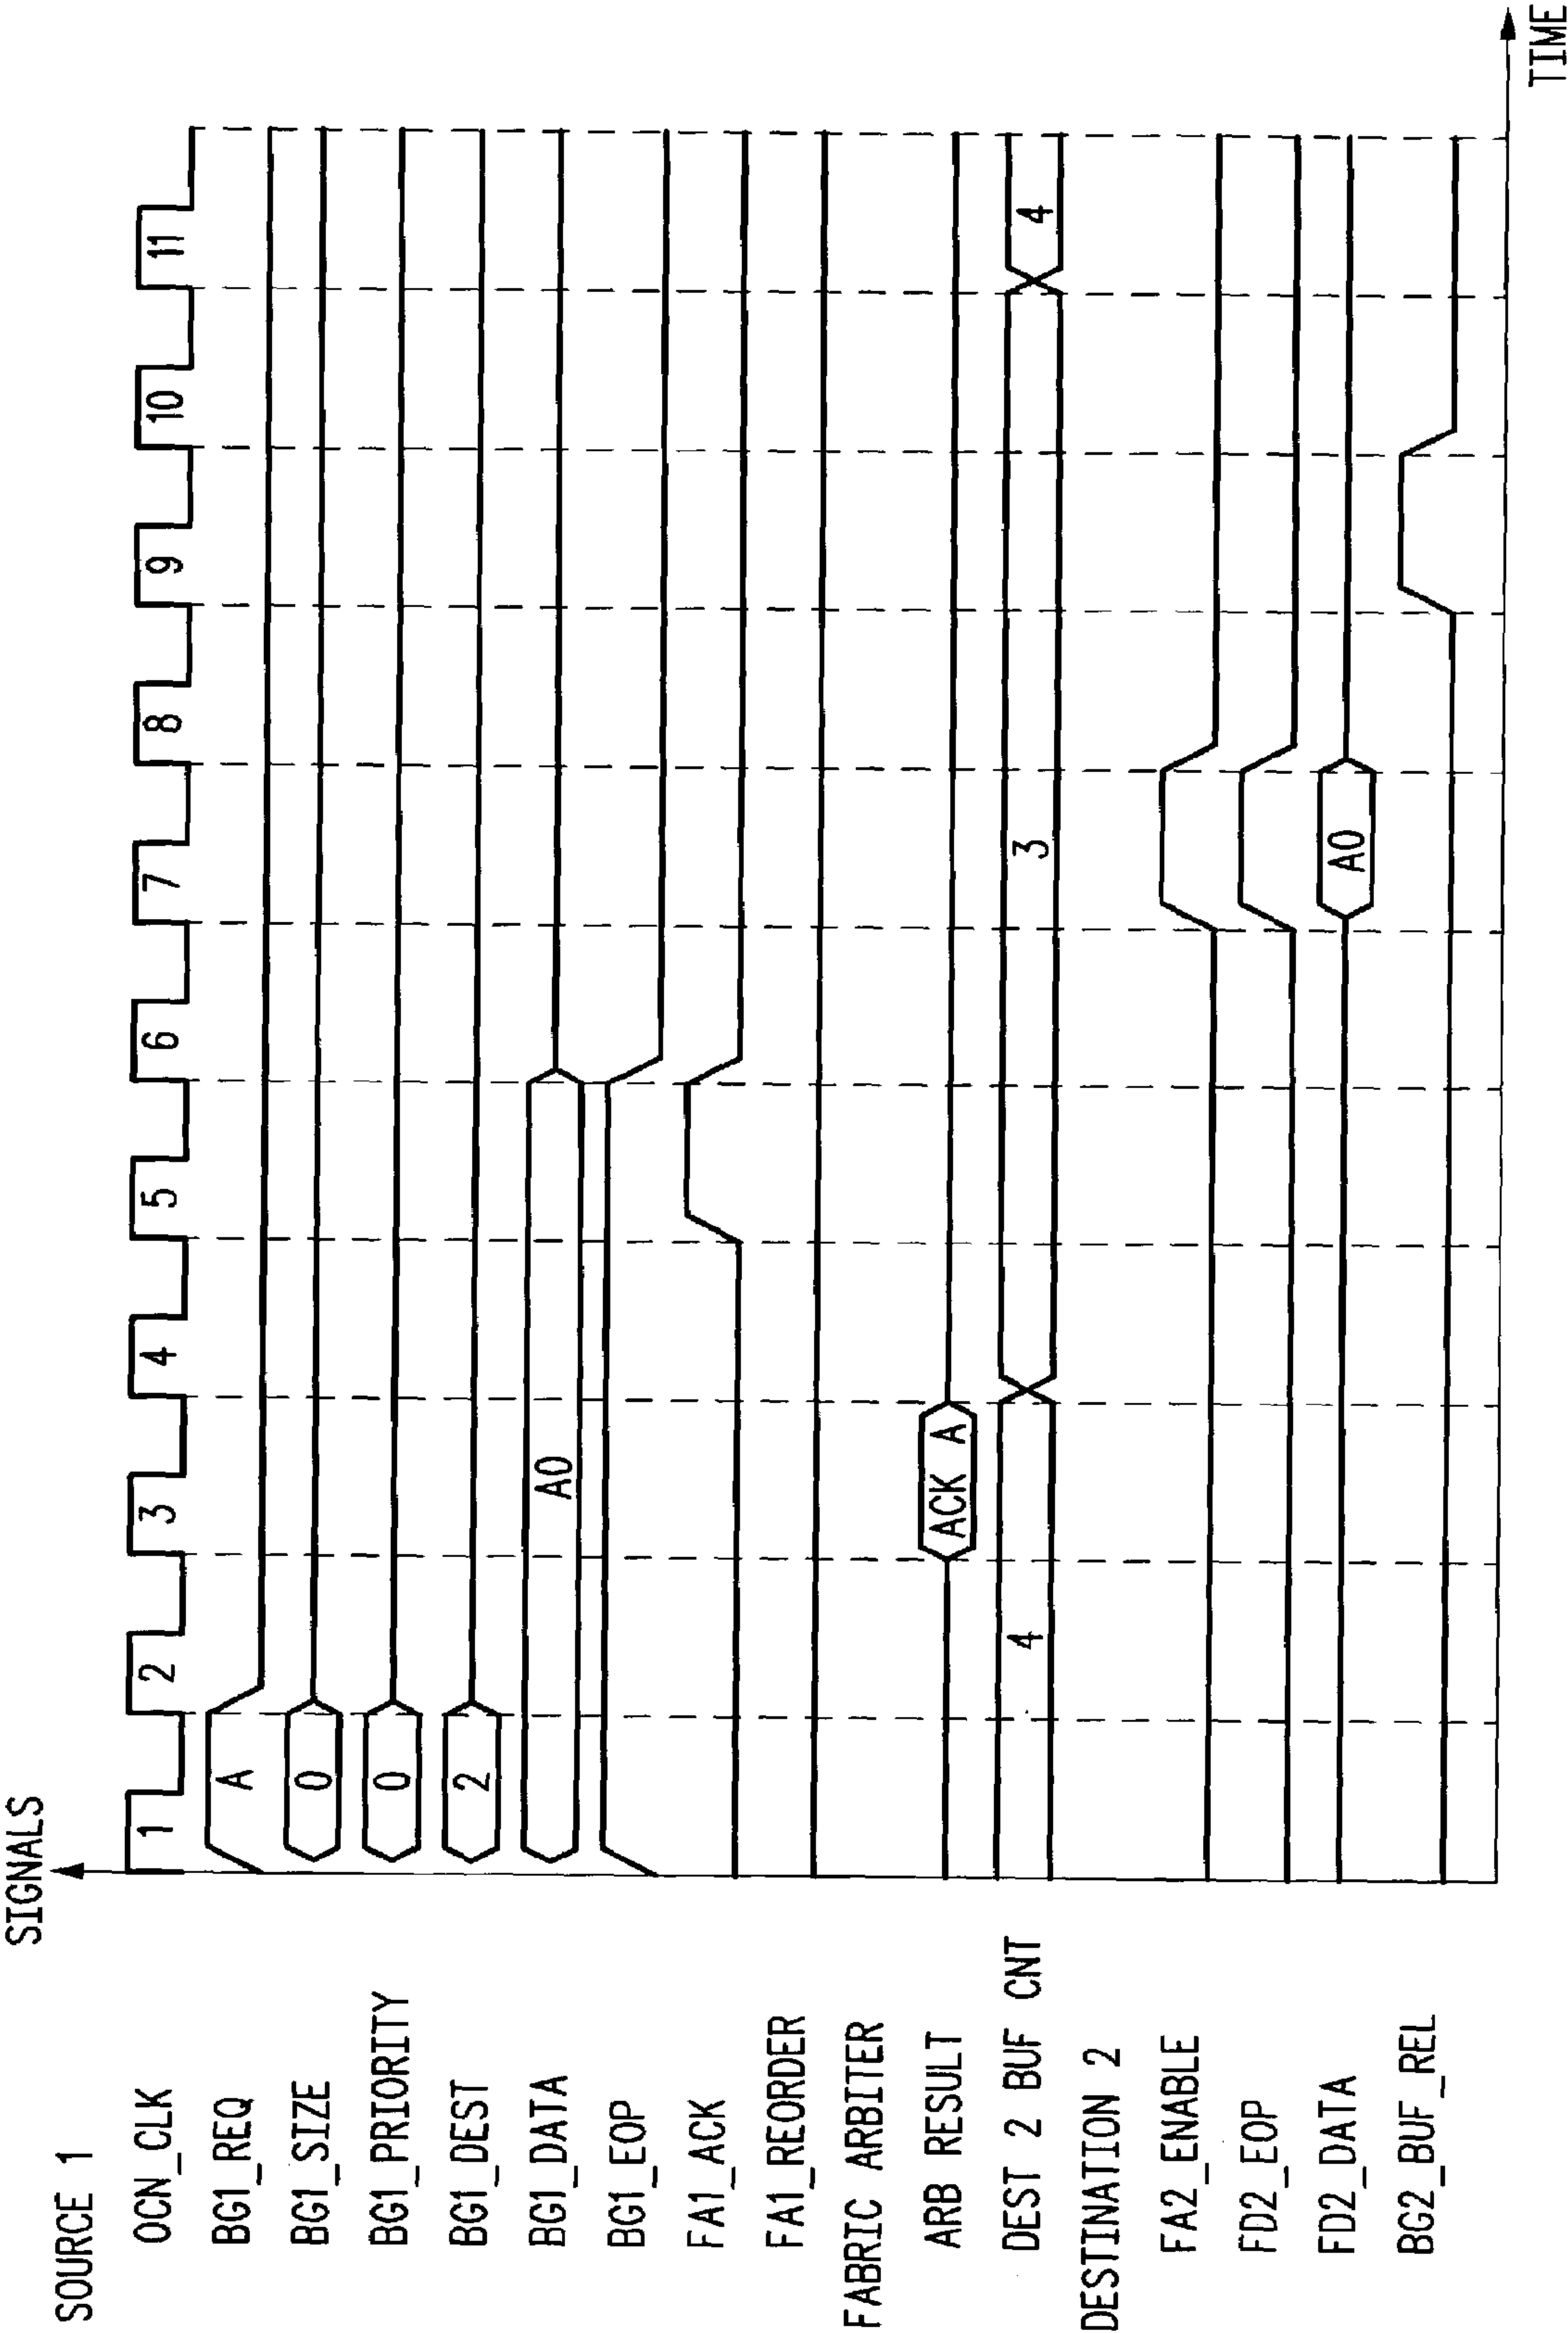 SIGNALS
SOURCE 1
OCN_CLK 1 2 3 4 5 6 7 8 9 10 11
BG1_REQ A
BG1_SIZE 0
BG1_PRIORITY 0
BG1_DEST 2
BG1_DATA A0
BG1_EOP
FA1_ACK
FA1_REORDER
FABRIC ARBITER
ARB RESULT ACK A
DEST 2 BUF CNT 4 3 4
DESTINATION 2
FA2_ENABLE
FD2_EOP
FD2_DATA A0
BG2_BUF_REL
TIME